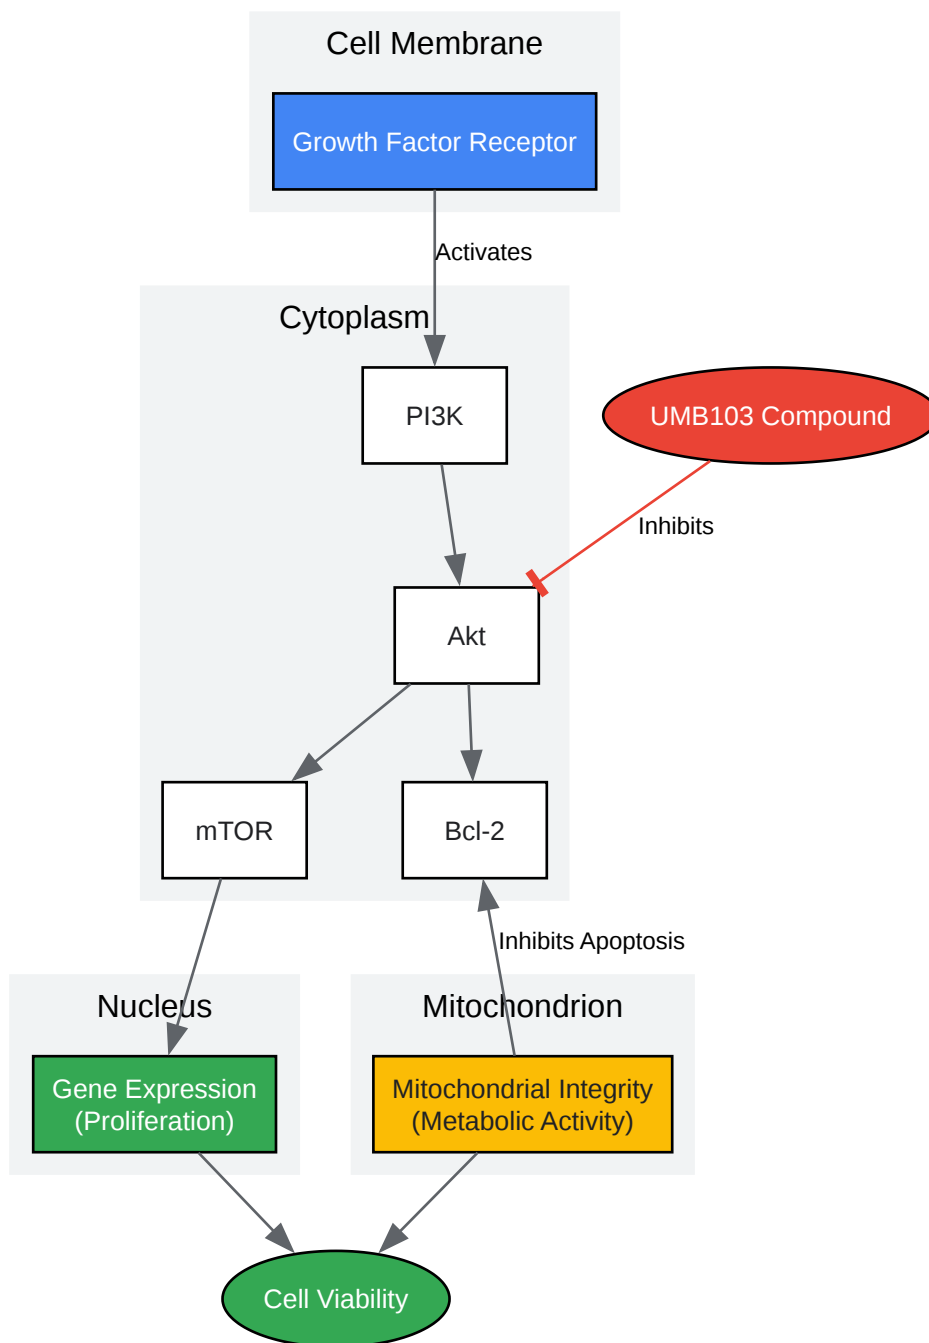 Cell Membrane
Growth Factor Receptor
Activates
Cytoplasm
PI3K
UMB103 Compound
Inhibits
Akt
mTOR
Bcl-2
Inhibits Apoptosis
Nucleus
Mitochondrion
Gene Expression
(Proliferation)
Mitochondrial Integrity
(Metabolic Activity)
Cell Viability